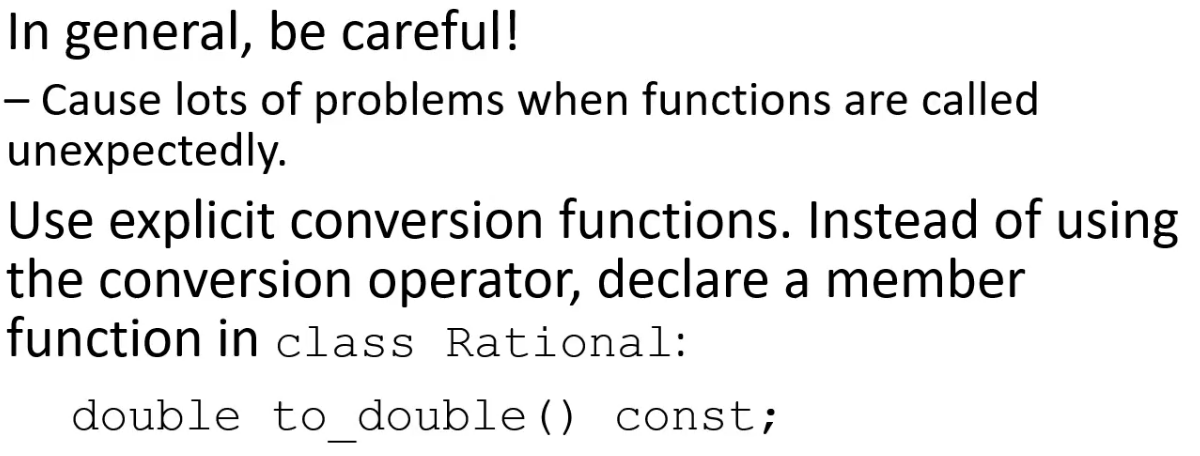 In general, be careful!
– Cause lots of problems when functions are called
unexpectedly.
Use explicit conversion functions. Instead of using
the conversion operator, declare a member
function in class Rational:
double to_double() const;